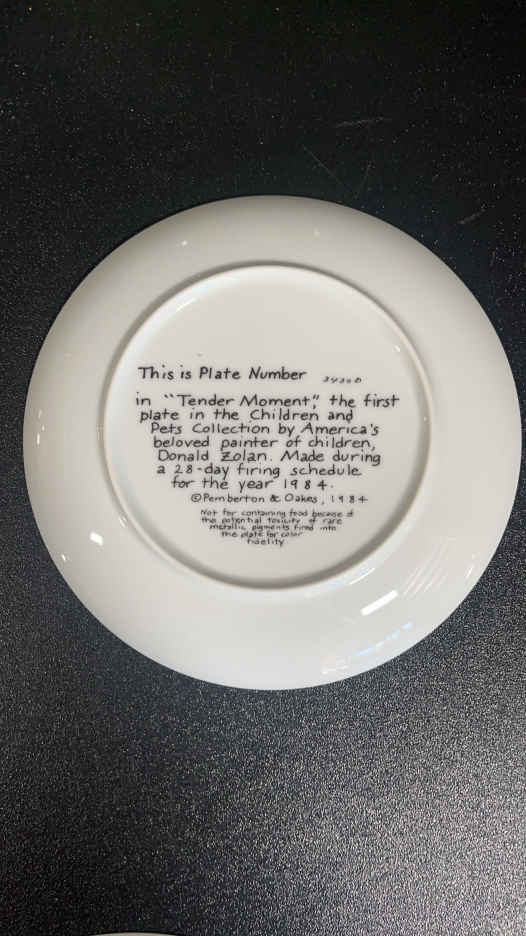 This is Plate Number
in “Tender Moment,” the first
plate in the Children and
Pets Collection by America's
beloved painter of children,
Donald Zolan. Made during
a 28-day firing schedule
for the year 1984.
©Pemberton & Oakes, 1984
Not for containing food because of
the potential toxicity of rare
metallic pigments fired into
the plate for color
fidelity